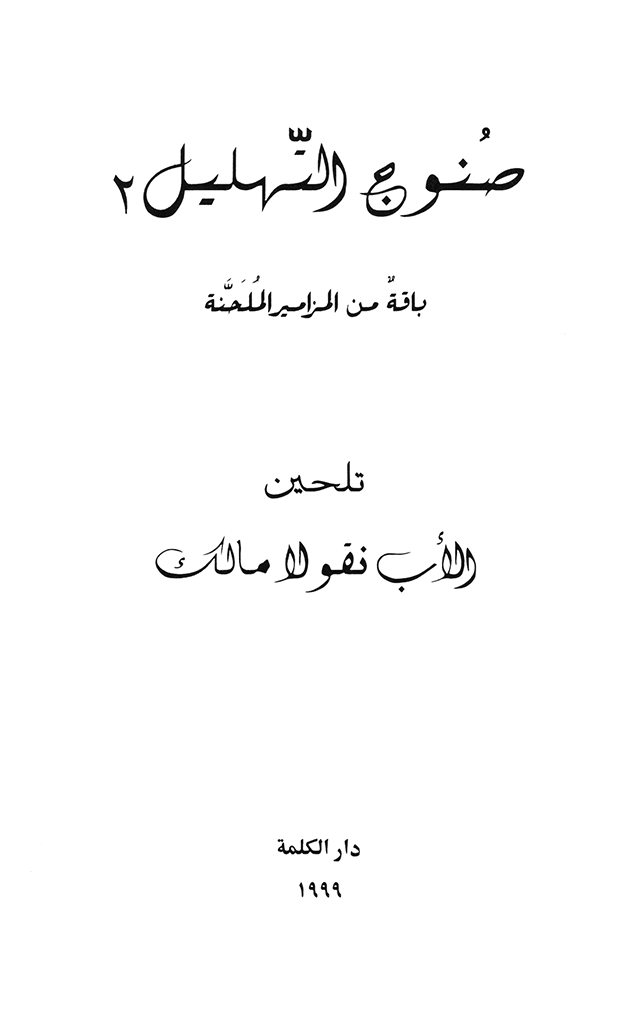 صُنوج التّهليل ٢
باقةٌ من المزامير المُلَحَّنة
تلحين
الأب نقولا مالك
دار الكلمة
١٩٩٩